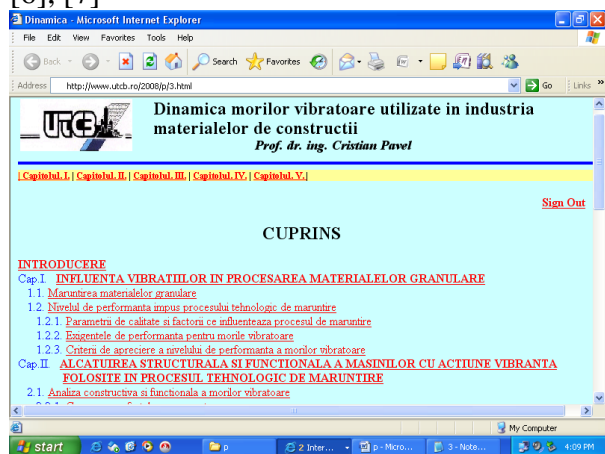 [6], [7]
Dinamica - Microsoft Internet Explorer
File Edit View Favorites Tools Help
Back Search Favorites
Address http://www.utcb.ro/2008/p/3.html Go Links »
UTCB
Dinamica morilor vibratoare utilizate in industria
materialelor de constructii
Prof. dr. ing. Cristian Pavel
| Capitolul. I. | Capitolul. II. | Capitolul. III. | Capitolul. IV. | Capitolul. V. |
Sign Out
CUPRINS
INTRODUCERE
Cap.I. INFLUENTA VIBRATIILOR IN PROCESAREA MATERIALELOR GRANULARE
1.1. Maruntirea materialelor granulare
1.2. Nivelul de performanta impus procesului tehnologic de maruntire
1.2.1. Parametrii de calitate si factorii ce influenteaza procesul de maruntire
1.2.2. Exigentele de performanta pentru morile vibratoare
1.2.3. Criterii de apreciere a nivelului de performanta a morilor vibratoare
Cap.II. ALCATUIREA STRUCTURALA SI FUNCTIONALA A MASINILOR CU ACTIUNE VIBRANTA
FOLOSITE IN PROCESUL TEHNOLOGIC DE MARUNTIRE
2.1. Analiza constructiva si functionala a morilor vibratoare
My Computer
start p 2 Inter... p - Micro... 3 - Note... 4:09 PM